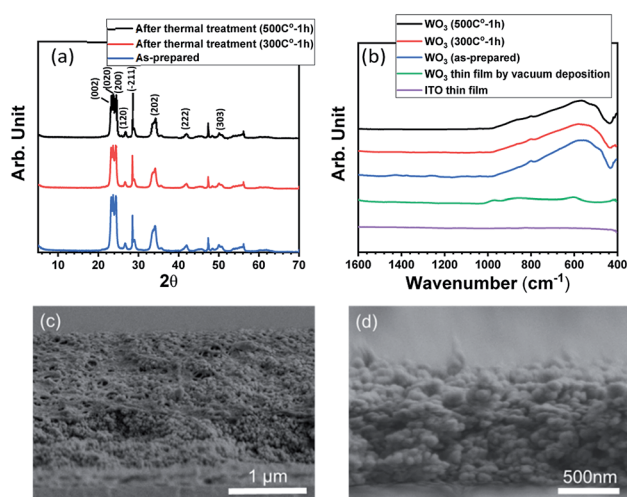 (a)
After thermal treatment (500C°-1h)
After thermal treatment (300C°-1h)
As-prepared
(002)
(020)
(200)
(120)
(-211)
(202)
(222)
(303)
Arb. Unit
10 20 30 40 50 60 70
2θ
(b)
WO₃ (500C°-1h)
WO₃ (300C°-1h)
WO₃ (as-prepared)
WO₃ thin film by vacuum deposition
ITO thin film
Arb. Unit
1600 1200 800 400
Wavenumber (cm⁻¹)
(c)
1 µm
(d)
500nm